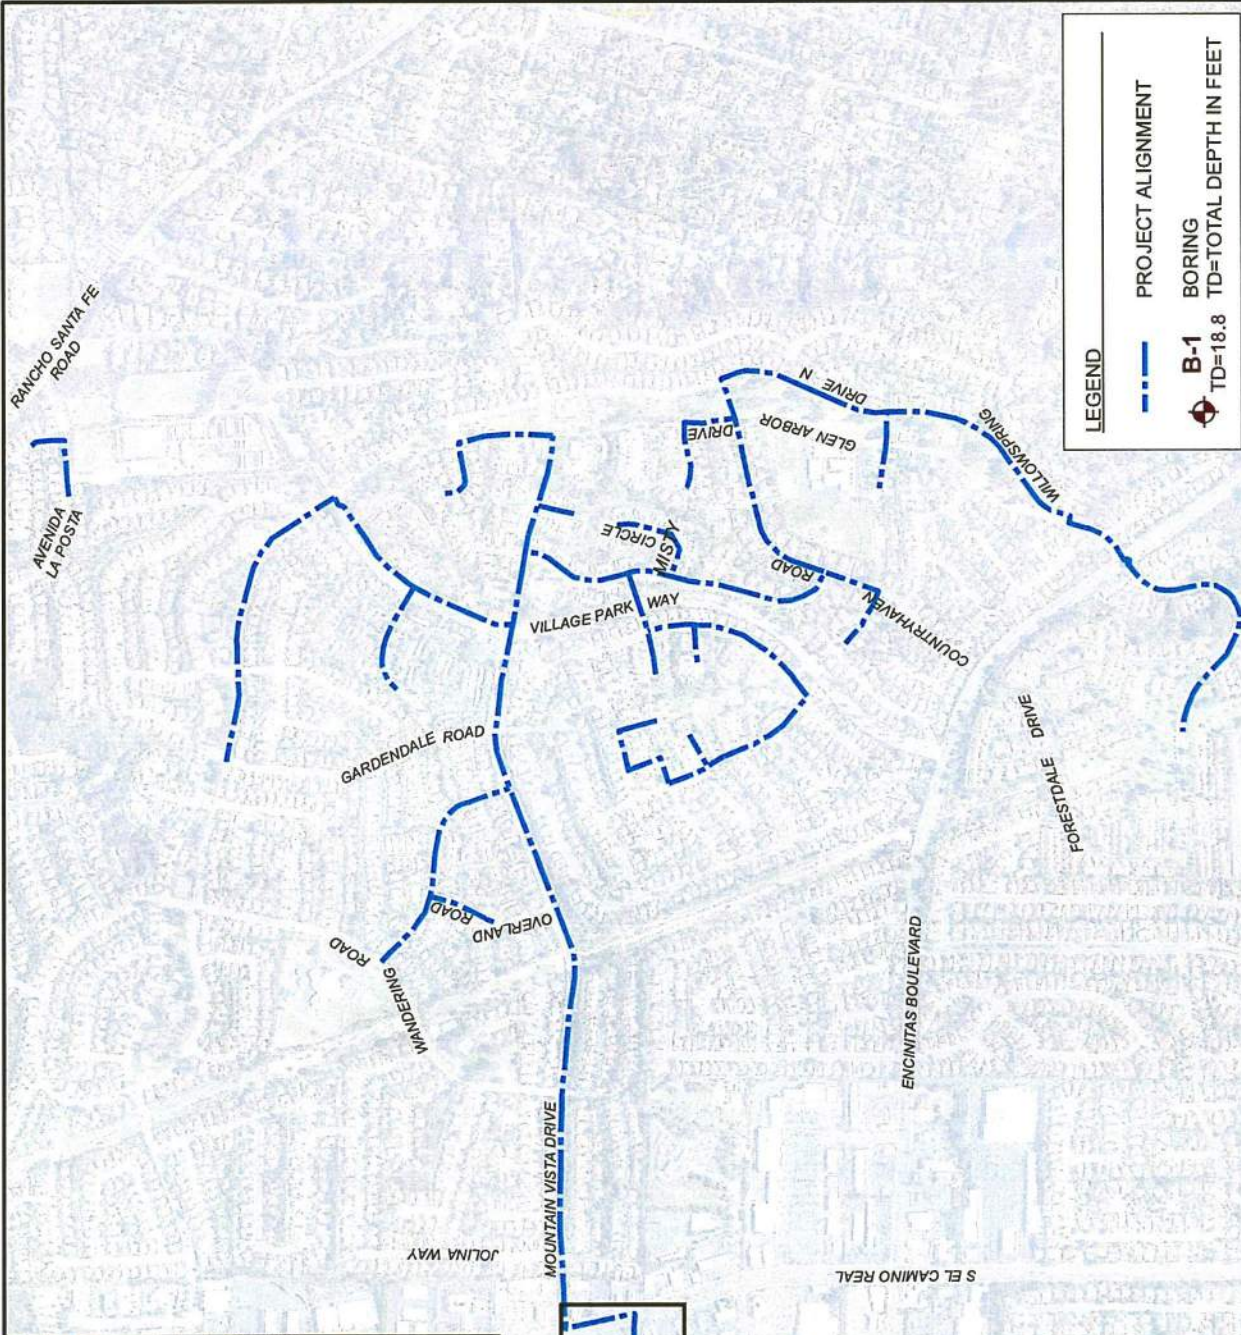 RANCHO SANTA FE
ROAD
AVENIDA
LA POSTA
DRIVE N
GLEN ARBOR
DRIVE
WILLOWSPRING
CIRCLE
MISTY
ROAD
COUNTRYHAVEN
VILLAGE PARK WAY
GARDENDALE ROAD
FORESTDALE DRIVE
ROAD
OVERLAND
ROAD
WANDERING
ENCINITAS BOULEVARD
MOUNTAIN VISTA DRIVE
JOLINA WAY
S EL CAMINO REAL
LEGEND
PROJECT ALIGNMENT
B-1 BORING
TD=18.8 TD=TOTAL DEPTH IN FEET